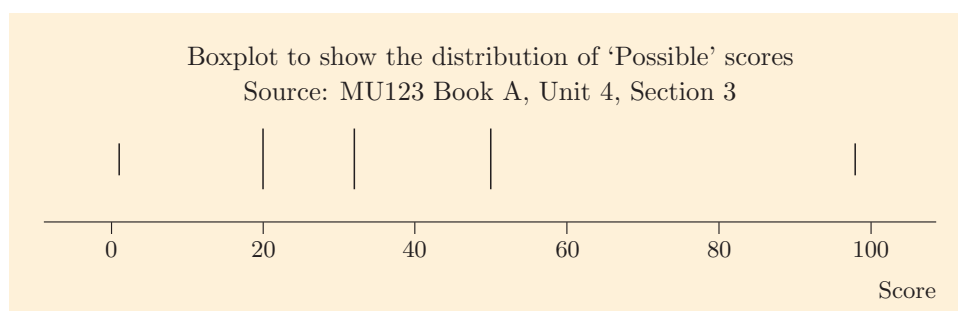 Boxplot to show the distribution of ‘Possible’ scores
Source: MU123 Book A, Unit 4, Section 3
0 20 40 60 80 100
Score